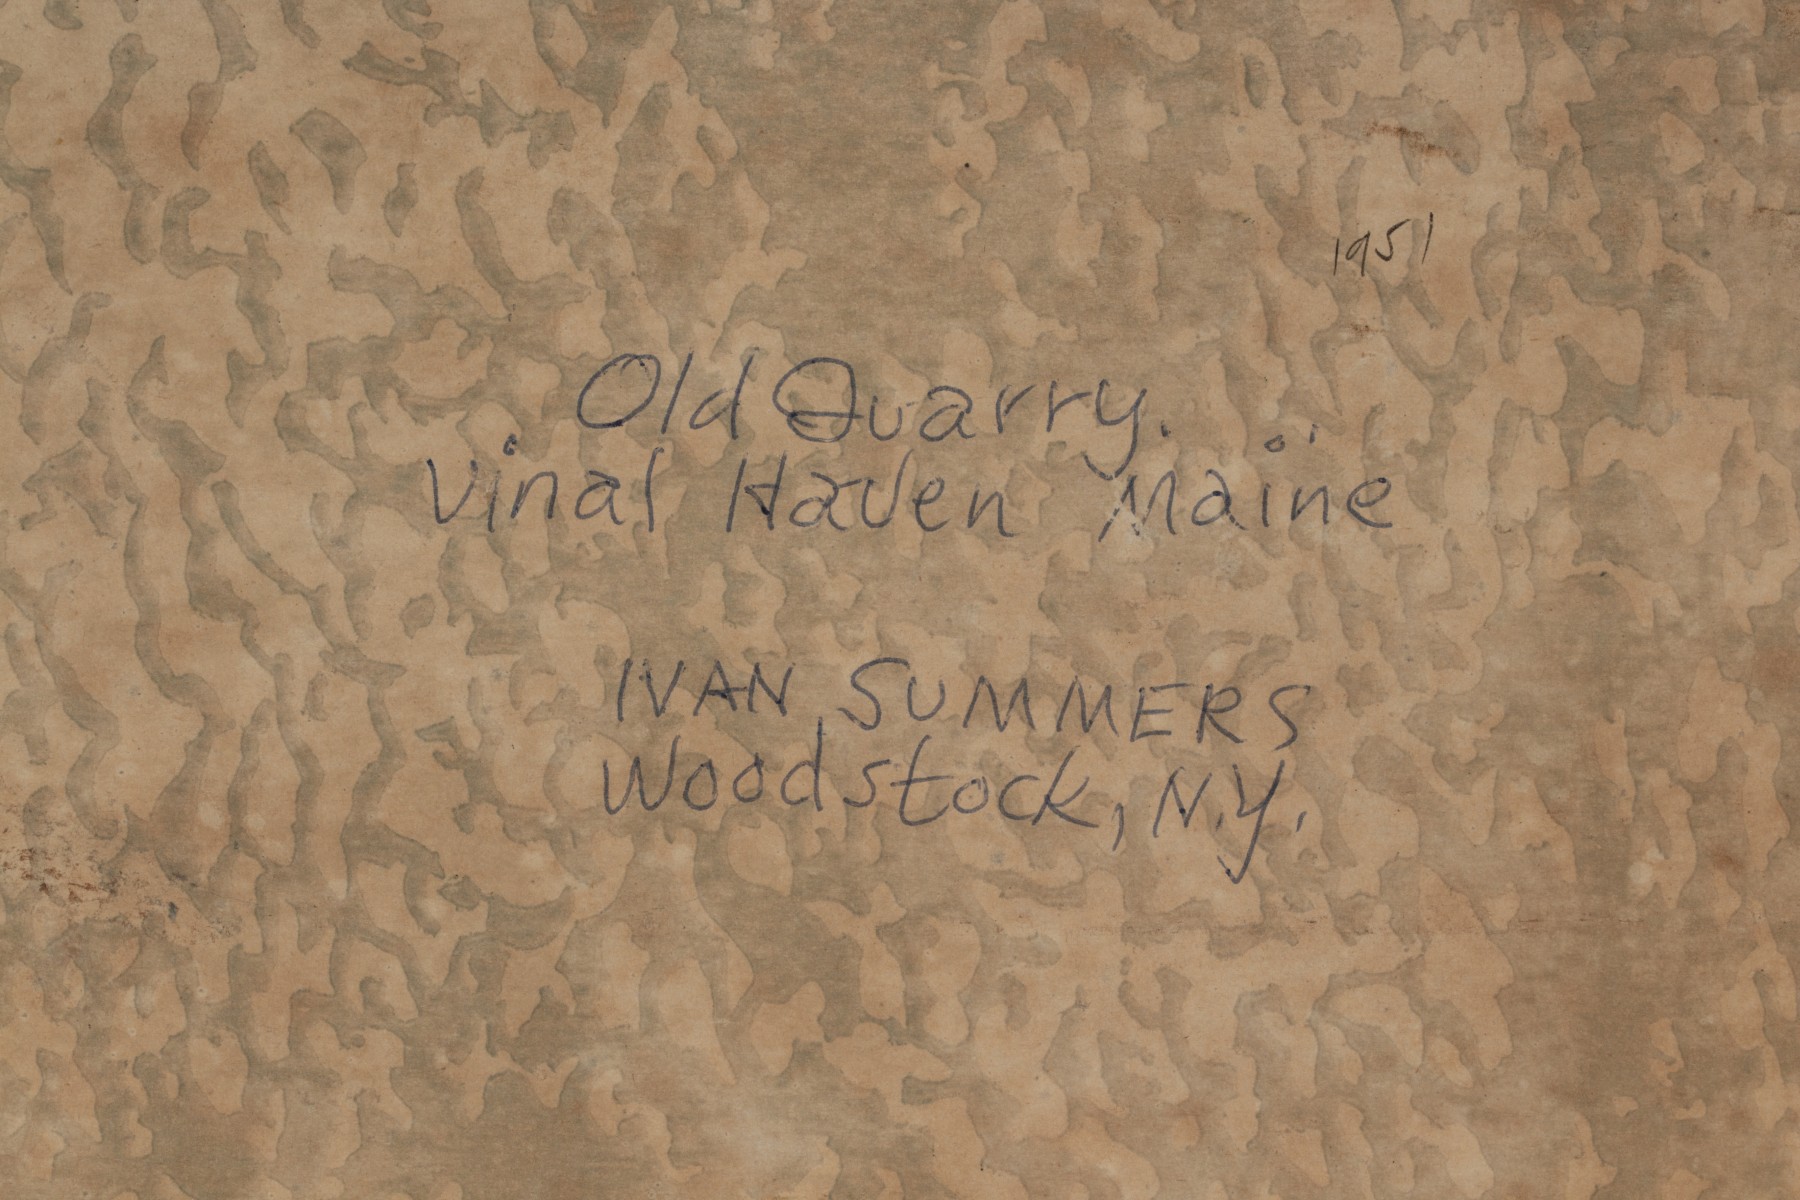 1951
Old Quarry.
Vinal Haven Maine
IVAN SUMMERS
Woodstock, N.Y.